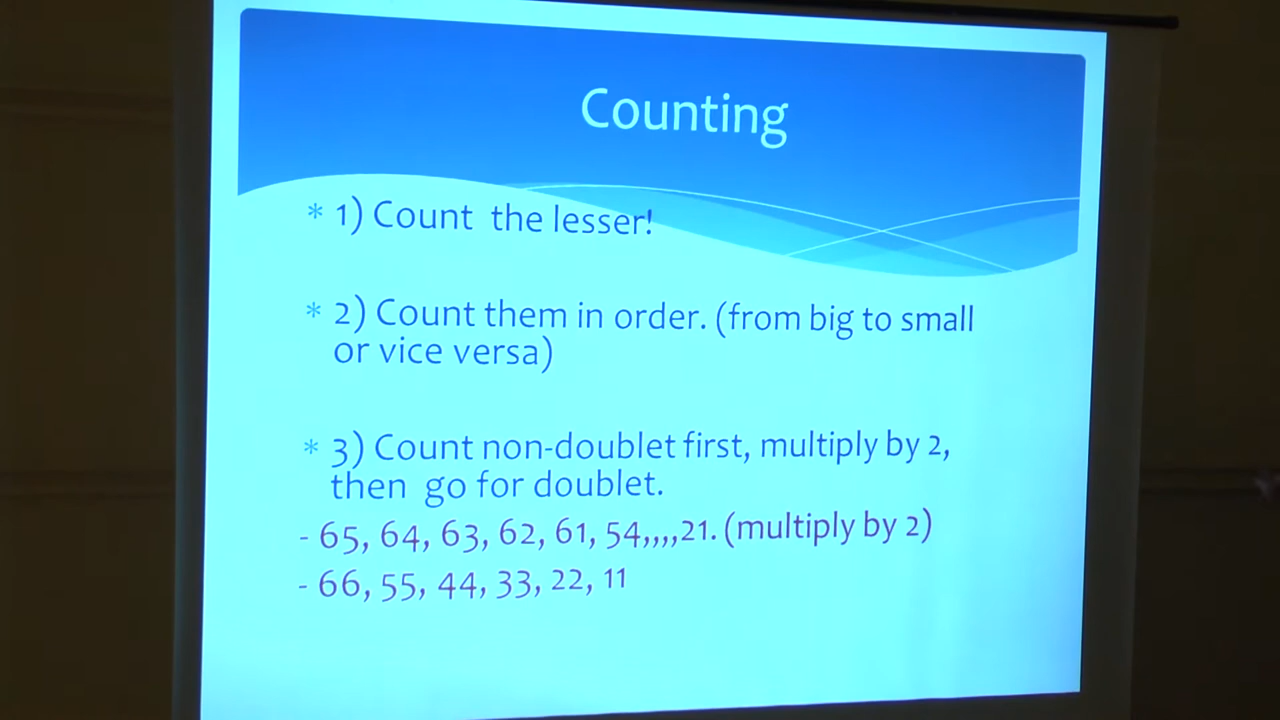 Counting
* 1) Count the lesser!
* 2) Count them in order. (from big to small
or vice versa)
* 3) Count non-doublet first, multiply by 2,
then go for doublet.
- 65, 64, 63, 62, 61, 54,,,,21. (multiply by 2)
- 66, 55, 44, 33, 22, 11